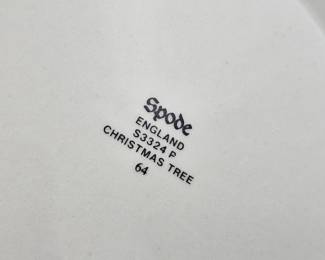 Spode
ENGLAND
S3324 P
CHRISTMAS TREE
64